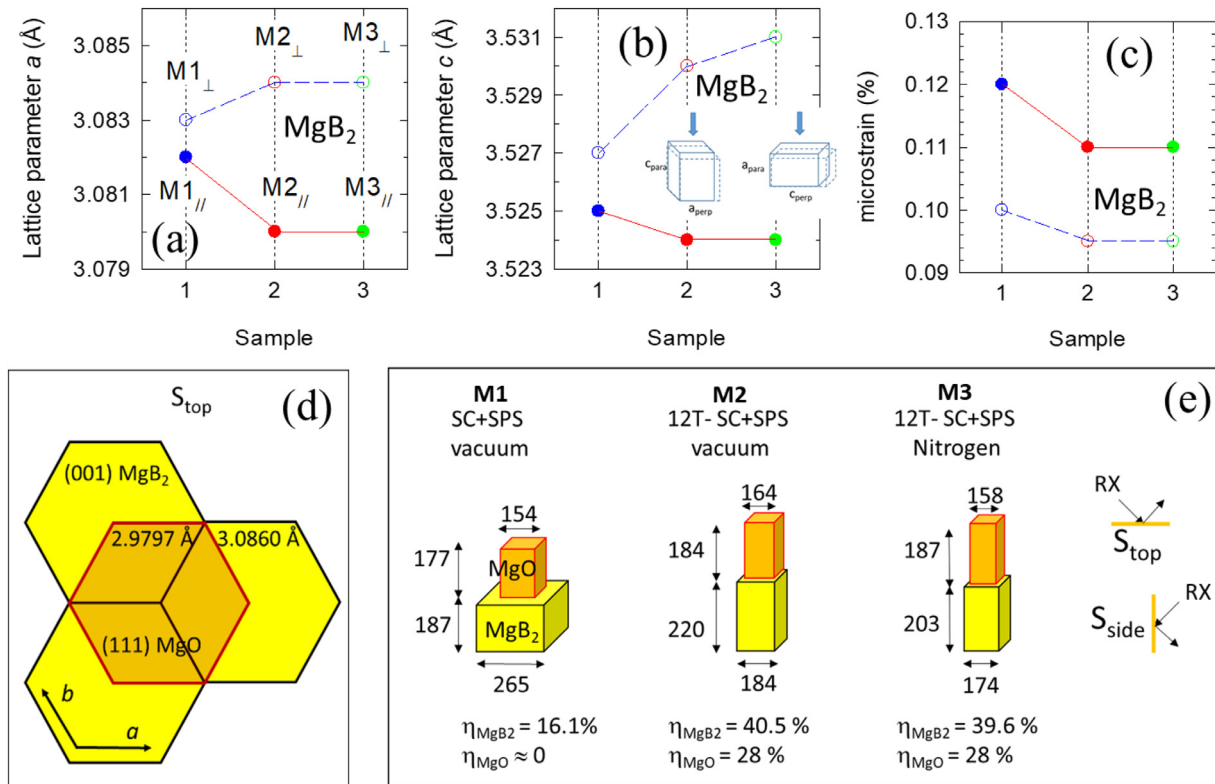 3.085
3.083
3.081
3.079
Lattice parameter a (Å)
M1⊥
M2⊥
M3⊥
MgB2
M1//
M2//
M3//
(a)
1 2 3
Sample
3.531
3.529
3.527
3.525
3.523
Lattice parameter c (Å)
(b)
MgB2
cpara
aperp
apara
cperp
1 2 3
Sample
0.13
0.12
0.11
0.10
0.09
microstrain (%)
(c)
MgB2
1 2 3
Sample
Stop
(d)
(001) MgB2
2.9797 Å
3.0860 Å
(111) MgO
b
a
(e)
M1
SC+SPS
vacuum
154
177
MgO
187
MgB2
265
ηMgB2 = 16.1%
ηMgO ≈ 0
M2
12T- SC+SPS
vacuum
164
184
220
184
ηMgB2 = 40.5 %
ηMgO = 28 %
M3
12T- SC+SPS
Nitrogen
158
187
203
174
ηMgB2 = 39.6 %
ηMgO = 28 %
RX
Stop
RX
Sside